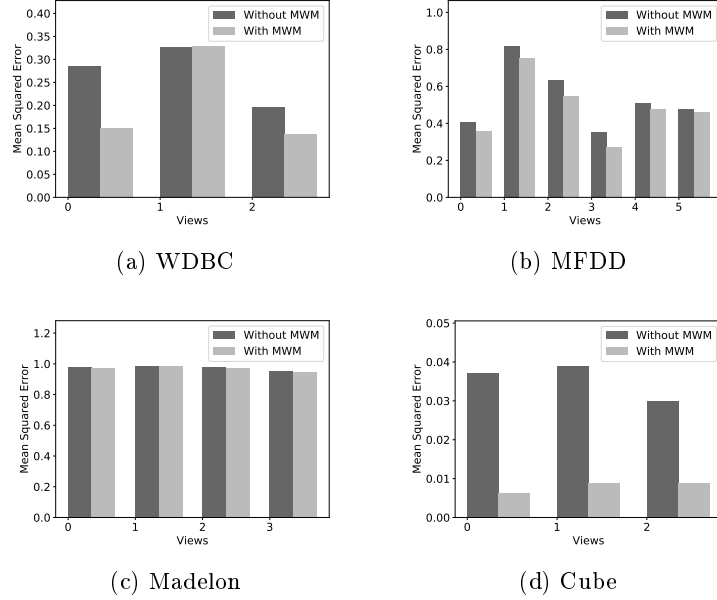 Mean Squared Error
0.40
0.35
0.30
0.25
0.20
0.15
0.10
0.05
0.00
Without MWM
With MWM
0 1 2
Views
(a) WDBC
Mean Squared Error
1.0
0.8
0.6
0.4
0.2
0.0
Without MWM
With MWM
0 1 2 3 4 5
Views
(b) MFDD
Mean Squared Error
1.2
1.0
0.8
0.6
0.4
0.2
0.0
Without MWM
With MWM
0 1 2 3
Views
(c) Madelon
Mean Squared Error
0.05
0.04
0.03
0.02
0.01
0.00
Without MWM
With MWM
0 1 2
Views
(d) Cube